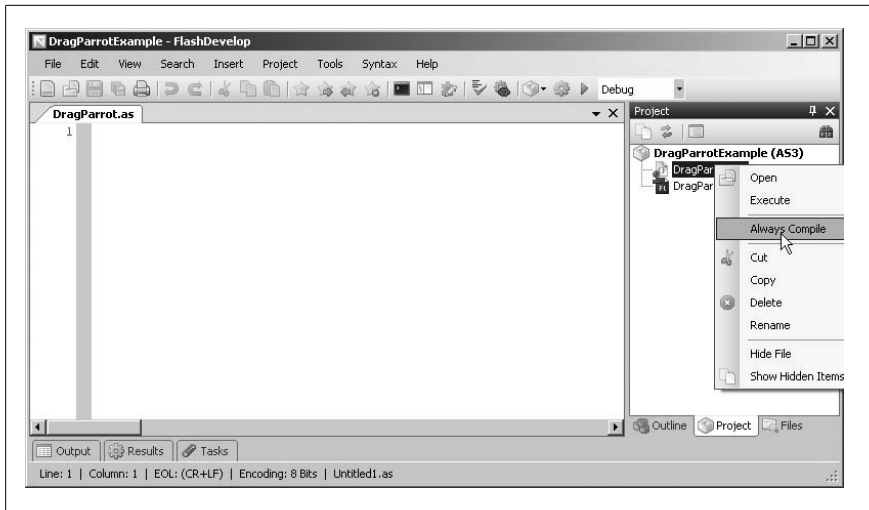 DragParrotExample - FlashDevelop
File Edit View Search Insert Project Tools Syntax Help
Debug
DragParrot.as
1
Project
DragParrotExample (AS3)
DragPar
FL DragPar
Open
Execute
Always Compile
Cut
Copy
Delete
Rename
Hide File
Show Hidden Items
Outline Project Files
Output Results Tasks
Line: 1 | Column: 1 | EOL: (CR+LF) | Encoding: 8 Bits | Untitled1.as